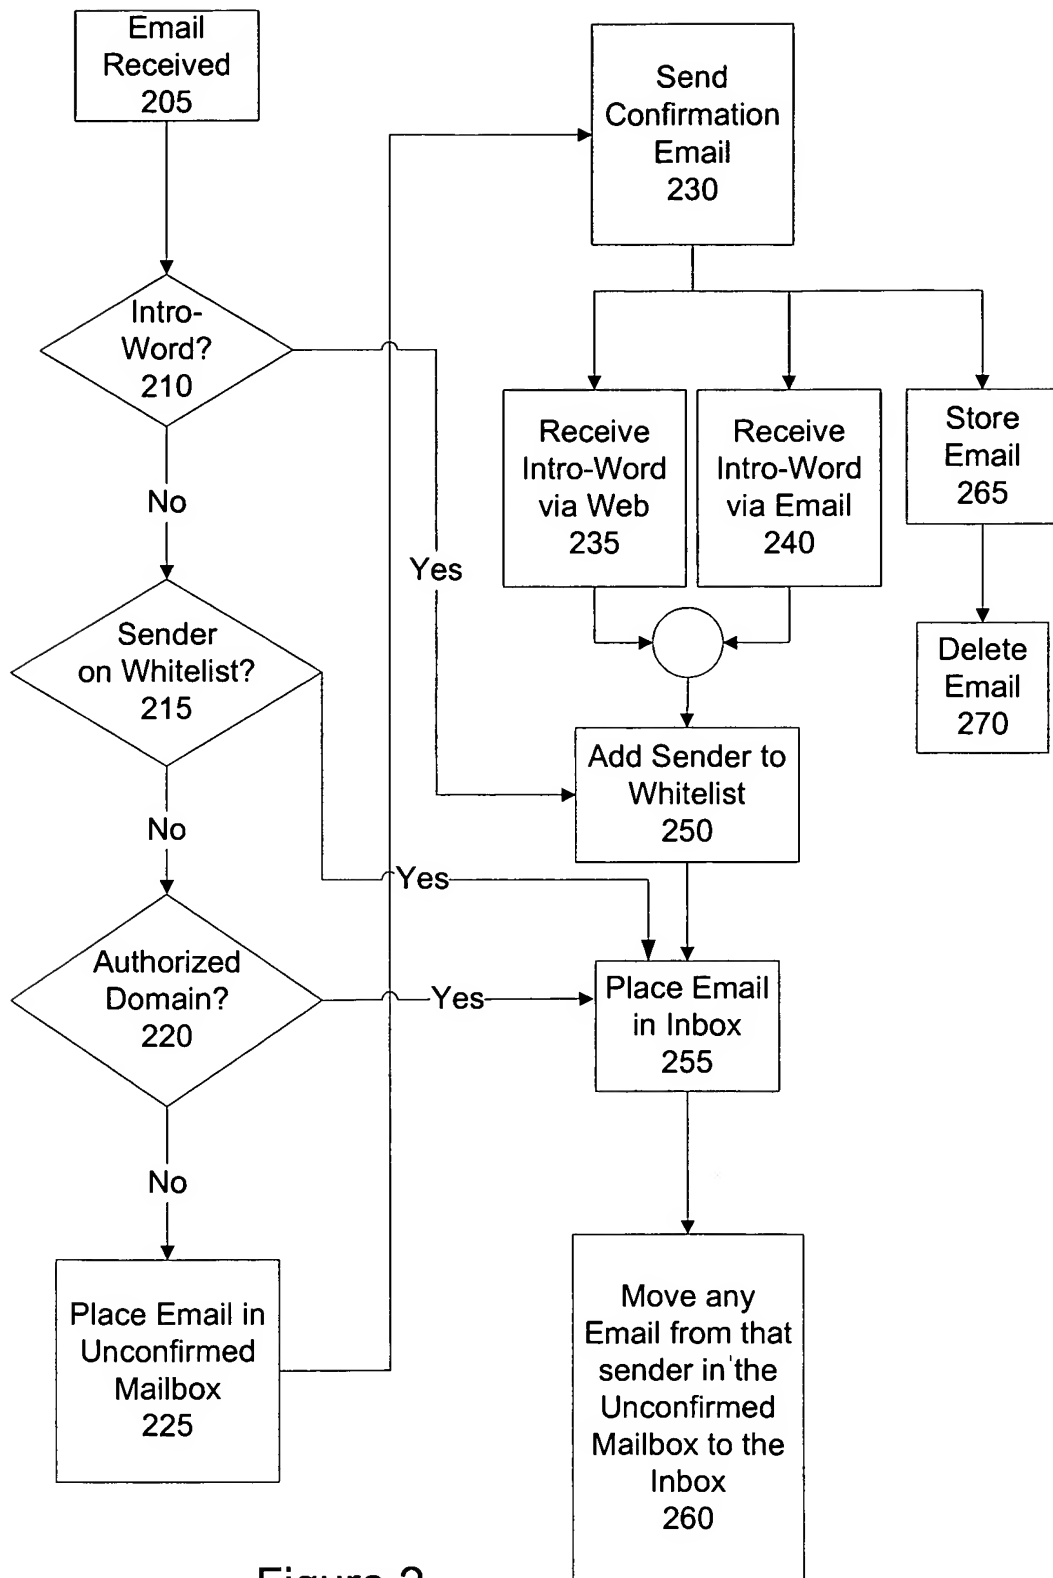 Email
Received
205
Intro-
Word?
210
No
Sender
on Whitelist?
215
No
Authorized
Domain?
220
No
Place Email in
Unconfirmed
Mailbox
225
Yes
Yes
Yes
Send
Confirmation
Email
230
Receive
Intro-Word
via Web
235
Receive
Intro-Word
via Email
240
Store
Email
265
Delete
Email
270
Add Sender to
Whitelist
250
Place Email
in Inbox
255
Move any
Email from that
sender in the
Unconfirmed
Mailbox to the
Inbox
260